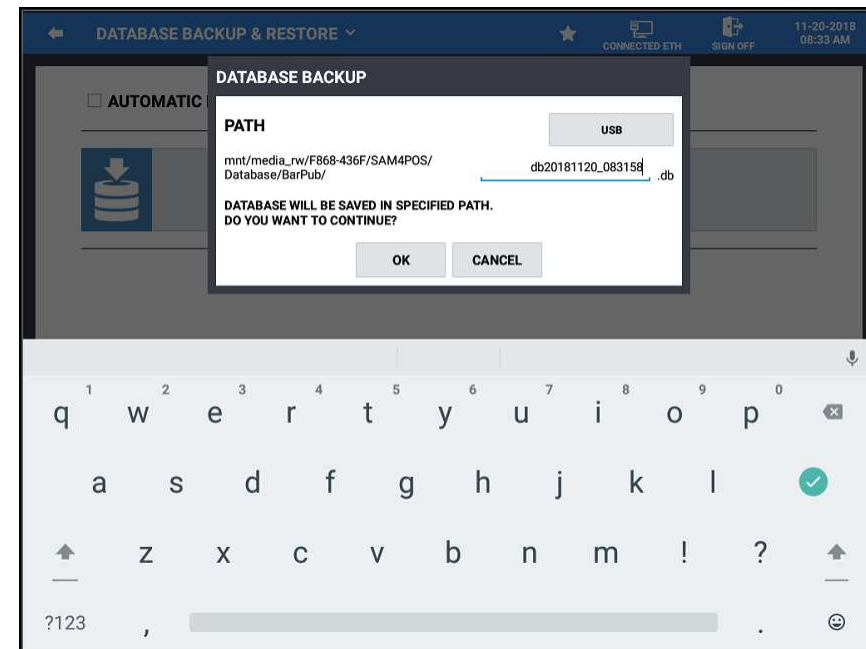 DATABASE BACKUP & RESTORE
CONNECTED ETH
SIGN OFF
11-20-2018
08:33 AM
AUTOMATIC
DATABASE BACKUP
PATH
USB
mnt/media_rw/F868-436F/SAM4POS/
Database/BarPub/
db20181120_083158
.db
DATABASE WILL BE SAVED IN SPECIFIED PATH.
DO YOU WANT TO CONTINUE?
OK
CANCEL
1 2 3 4 5 6 7 8 9 0
q w e r t y u i o p
a s d f g h j k l
z x c v b n m ! ?
?123 , .